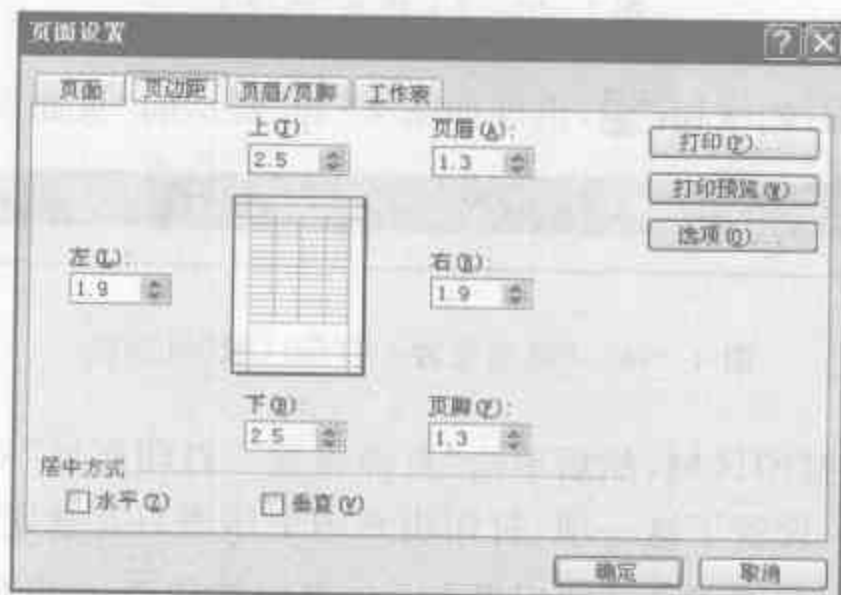 页面设置
页面 页边距 页眉/页脚 工作表
上(T): 页眉(A): 打印(P)...
2.5 1.3 打印预览(W)
左(L): 右(R): 选项(O)...
1.9 1.9
下(B): 页脚(F):
2.5 1.3
居中方式
水平(Z) 垂直(V)
确定 取消